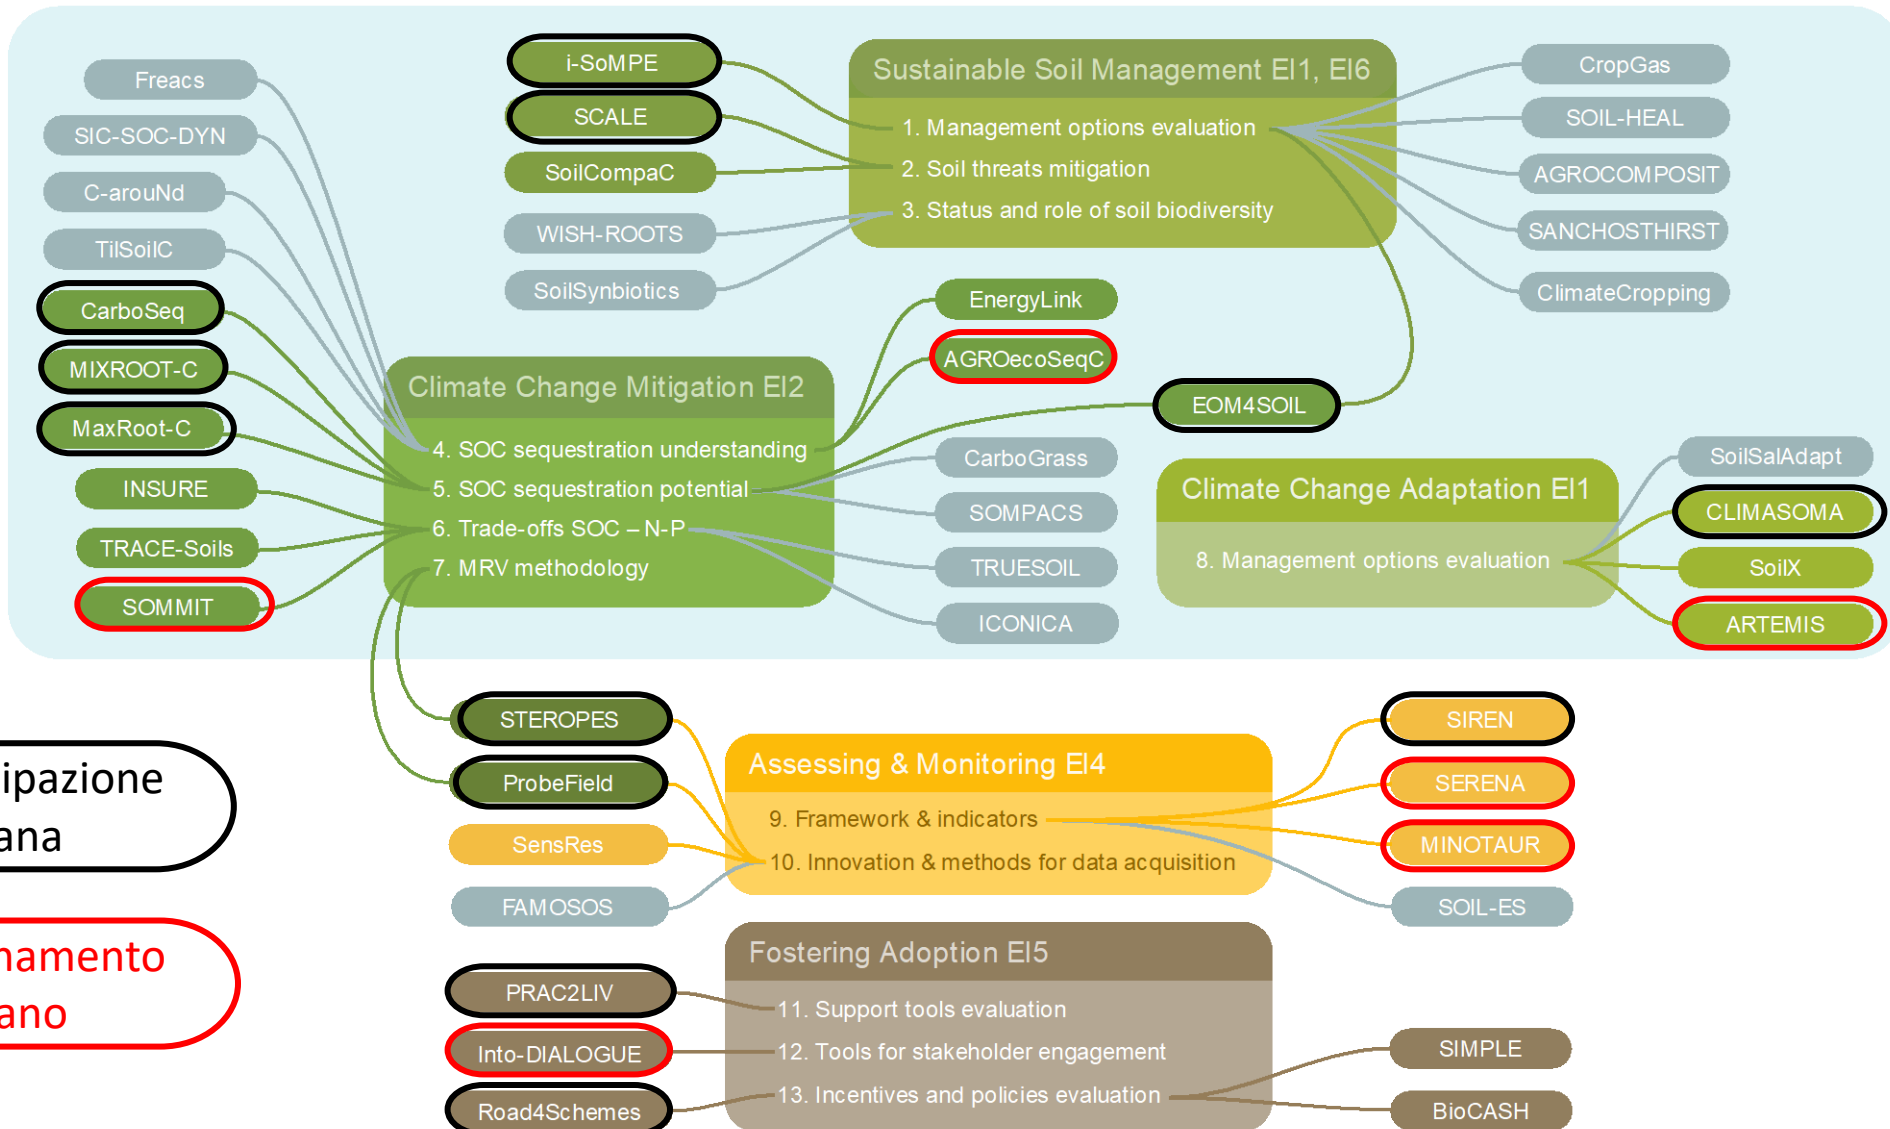 Freacs
SIC-SOC-DYN
C-arouNd
TilSoilC
CarboSeq
MIXROOT-C
MaxRoot-C
INSURE
TRACE-Soils
SOMMIT
i-SoMPE
SCALE
SoilCompaC
WISH-ROOTS
SoilSynbiotics
Sustainable Soil Management EI1, EI6
1. Management options evaluation
2. Soil threats mitigation
3. Status and role of soil biodiversity
CropGas
SOIL-HEAL
AGROCOMPOSIT
SANCHOSTHIRST
ClimateCropping
EnergyLink
AGROecoSeqC
EOM4SOIL
Climate Change Mitigation EI2
4. SOC sequestration understanding
5. SOC sequestration potential
6. Trade-offs SOC – N-P
7. MRV methodology
CarboGrass
SOMPACS
TRUESOIL
ICONICA
Climate Change Adaptation EI1
8. Management options evaluation
SoilSalAdapt
CLIMASOMA
SoilX
ARTEMIS
STEROPES
ProbeField
SensRes
FAMOSOS
Assessing & Monitoring EI4
9. Framework & indicators
10. Innovation & methods for data acquisition
SIREN
SERENA
MINOTAUR
SOIL-ES
ipazione
ana
namento
ano
PRAC2LIV
Into-DIALOGUE
Road4Schemes
Fostering Adoption EI5
11. Support tools evaluation
12. Tools for stakeholder engagement
13. Incentives and policies evaluation
SIMPLE
BioCASH